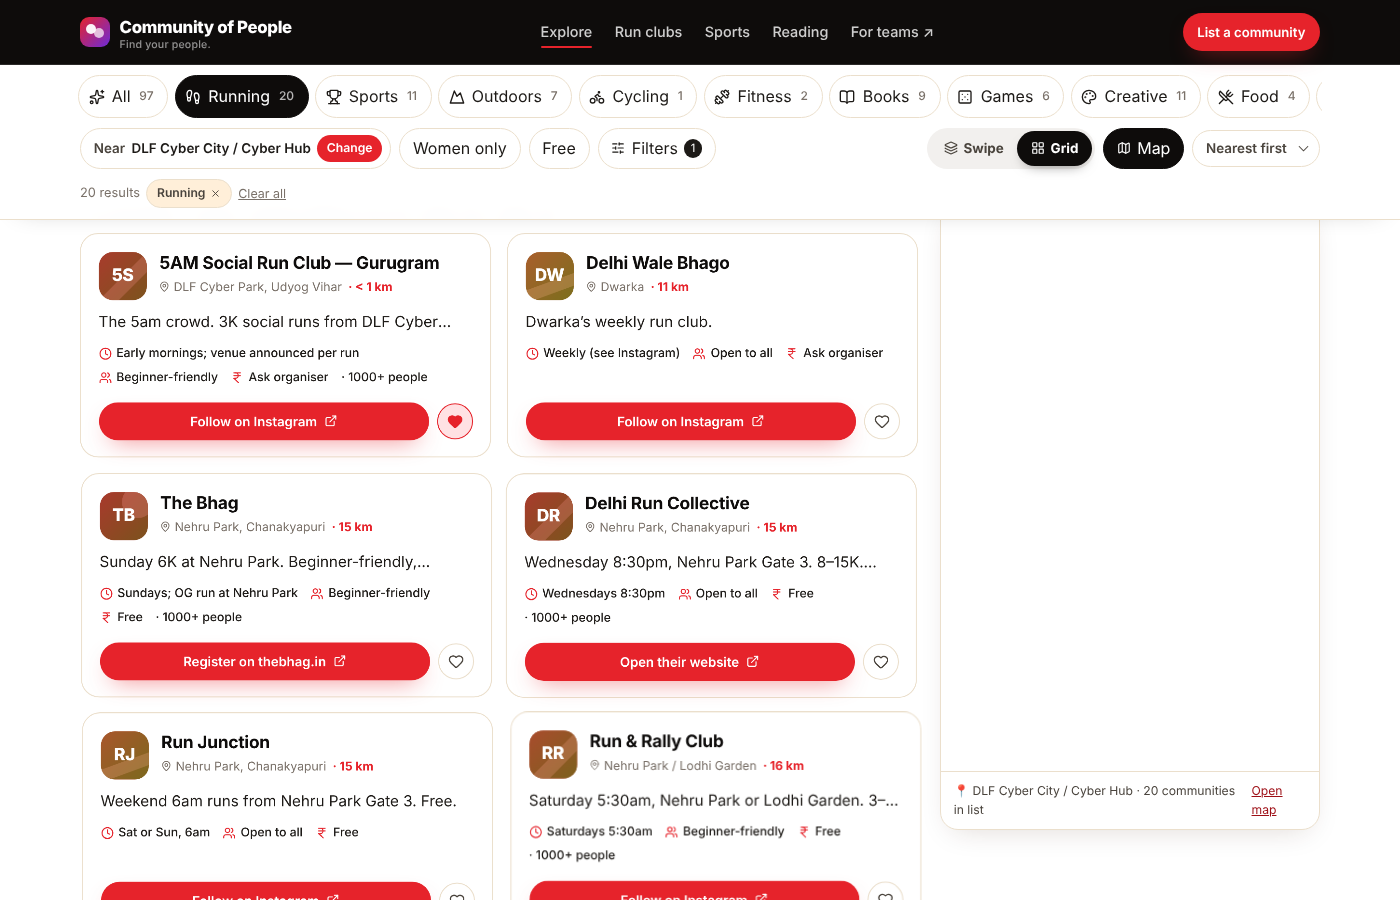 Community of People
Find your people.
Explore
Run clubs
Sports
Reading
For teams ↗
List a community
All 97
Running 20
Sports 11
Outdoors 7
Cycling 1
Fitness 2
Books 9
Games 6
Creative 11
Food 4
Near DLF Cyber City / Cyber Hub Change
Women only
Free
Filters 1
Swipe
Grid
Map
Nearest first
20 results
Running ×
Clear all
5S
5AM Social Run Club — Gurugram
DLF Cyber Park, Udyog Vihar · < 1 km
The 5am crowd. 3K social runs from DLF Cyber…
Early mornings; venue announced per run
Beginner-friendly ₹ Ask organiser · 1000+ people
Follow on Instagram
DW
Delhi Wale Bhago
Dwarka · 11 km
Dwarka’s weekly run club.
Weekly (see Instagram) Open to all ₹ Ask organiser
Follow on Instagram
TB
The Bhag
Nehru Park, Chanakyapuri · 15 km
Sunday 6K at Nehru Park. Beginner-friendly,…
Sundays; OG run at Nehru Park Beginner-friendly
₹ Free · 1000+ people
Register on thebhag.in
DR
Delhi Run Collective
Nehru Park, Chanakyapuri · 15 km
Wednesday 8:30pm, Nehru Park Gate 3. 8–15K.…
Wednesdays 8:30pm Open to all ₹ Free
· 1000+ people
Open their website
RJ
Run Junction
Nehru Park, Chanakyapuri · 15 km
Weekend 6am runs from Nehru Park Gate 3. Free.
Sat or Sun, 6am Open to all ₹ Free
Follow on Instagram
RR
Run & Rally Club
Nehru Park / Lodhi Garden · 16 km
Saturday 5:30am, Nehru Park or Lodhi Garden. 3–…
Saturdays 5:30am Beginner-friendly ₹ Free
· 1000+ people
Follow on Instagram
DLF Cyber City / Cyber Hub · 20 communities
in list
Open
map